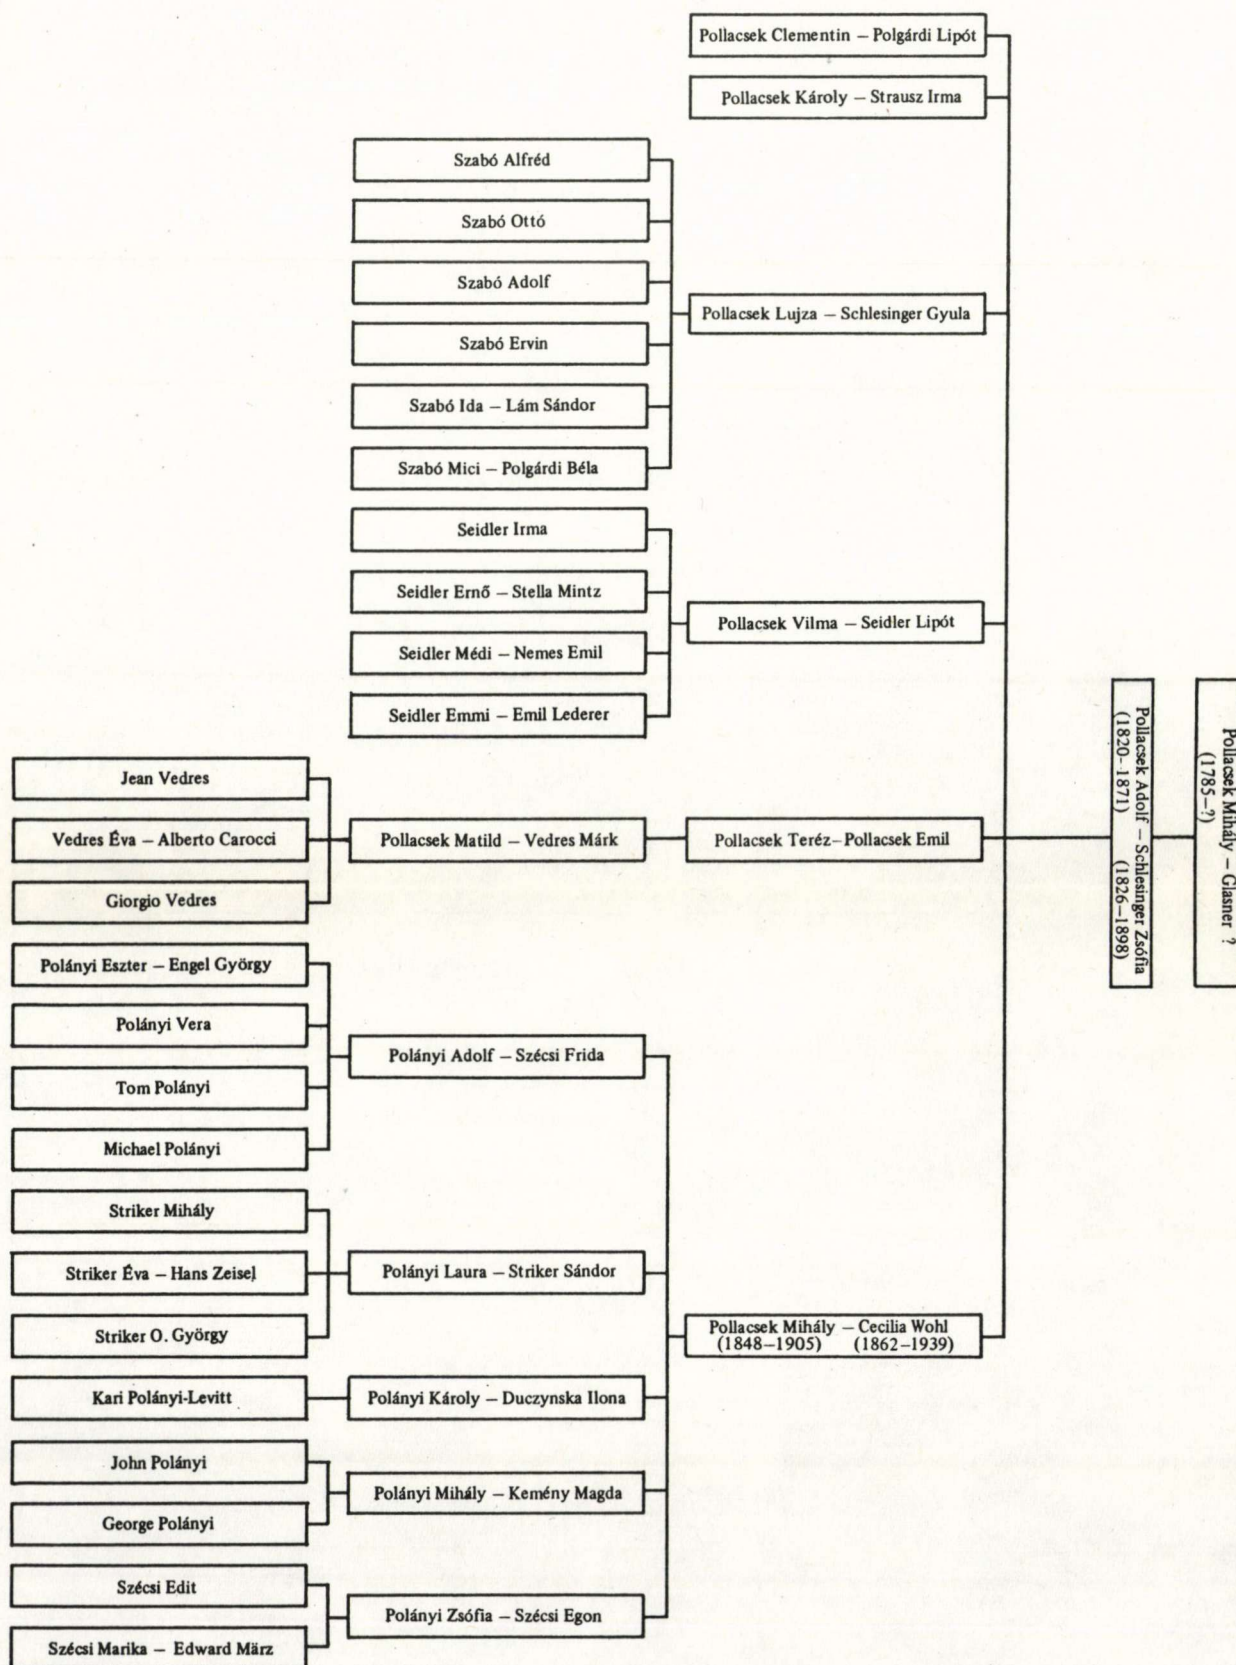 Pollacsek Clementin – Polgárdi Lipót
Pollacsek Károly – Strausz Irma
Szabó Alfréd
Szabó Ottó
Szabó Adolf
Szabó Ervin
Szabó Ida – Lám Sándor
Szabó Mici – Polgárdi Béla
Pollacsek Lujza – Schlesinger Gyula
Seidler Irma
Seidler Ernő – Stella Mintz
Seidler Médi – Nemes Emil
Seidler Emmi – Emil Lederer
Pollacsek Vilma – Seidler Lipót
Jean Vedres
Vedres Éva – Alberto Carocci
Giorgio Vedres
Pollacsek Matild – Vedres Márk
Pollacsek Teréz–Pollacsek Emil
Polányi Eszter – Engel György
Polányi Vera
Tom Polányi
Michael Polányi
Polányi Adolf – Szécsi Frida
Striker Mihály
Striker Éva – Hans Zeisel
Striker O. György
Polányi Laura – Striker Sándor
Pollacsek Mihály – Cecilia Wohl
(1848–1905) (1862–1939)
Kari Polányi-Levitt
Polányi Károly – Duczynska Ilona
John Polányi
George Polányi
Polányi Mihály – Kemény Magda
Szécsi Edit
Szécsi Marika – Edward März
Polányi Zsófia – Szécsi Egon
Pollacsek Adolf – Schlesinger Zsófia
(1820–1871) (1826–1898)
Pollacsek Mihály – Glasner ?
(1785–?)